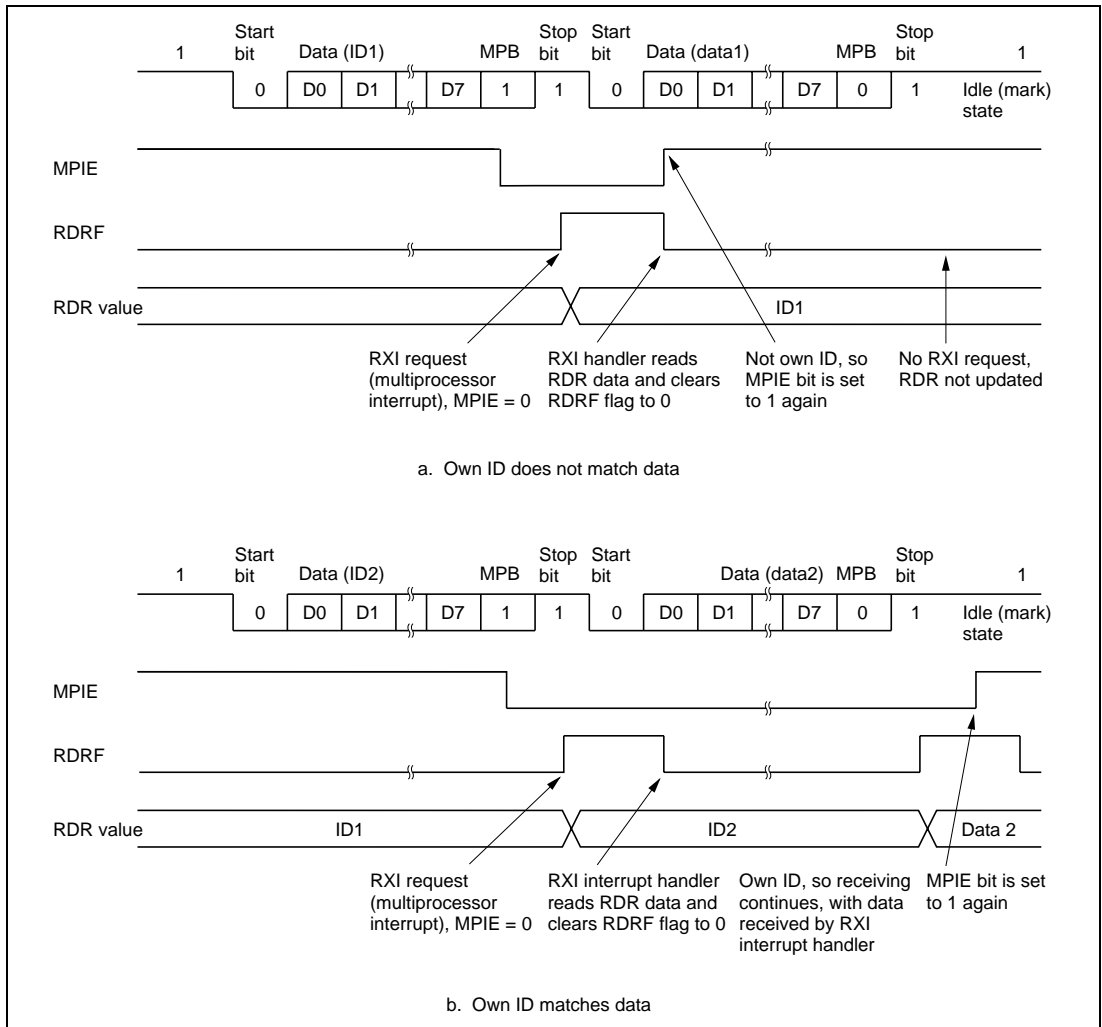 Start Stop Start Stop
1 bit Data (ID1) MPB bit bit Data (data1) MPB bit 1
0 D0 D1 D7 1 1 0 D0 D1 D7 0 1 Idle (mark)
state
MPIE
RDRF
RDR value ID1
RXI request RXI handler reads Not own ID, so No RXI request,
(multiprocessor RDR data and clears MPIE bit is set RDR not updated
interrupt), MPIE = 0 RDRF flag to 0 to 1 again
a. Own ID does not match data
Start Stop Start Stop
1 bit Data (ID2) MPB bit bit Data (data2) MPB bit 1
0 D0 D1 D7 1 1 0 D0 D1 D7 0 1 Idle (mark)
state
MPIE
RDRF
RDR value ID1 ID2 Data 2
RXI request RXI interrupt handler Own ID, so receiving MPIE bit is set
(multiprocessor reads RDR data and continues, with data to 1 again
interrupt), MPIE = 0 clears RDRF flag to 0 received by RXI
interrupt handler
b. Own ID matches data